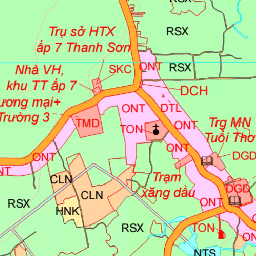 Trụ sở HTX
ấp 7 Thanh Sơn
RSX
RSX
SKC
ONT
Nhà VH,
khu TT ấp 7
ương mại+
Trường 3
ONT
DCH
DTL
ONT
ONT
TMD
TON
ONT
Trg MN
Tuổi Thơ
ONT
DGD
ONT
CLN
CLN
Trạm
xăng dầu
DGD
ONT
RSX
HNK
RSX
TON
NTS